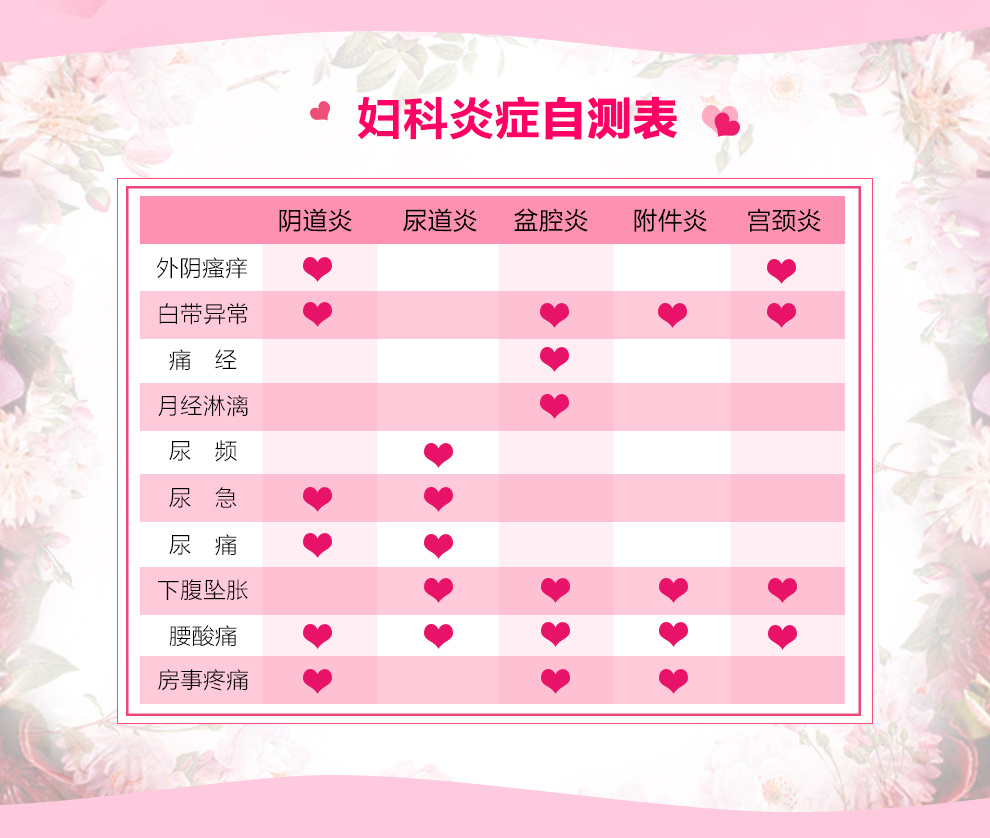 妇科炎症自测表
阴道炎 尿道炎 盆腔炎 附件炎 宫颈炎
外阴瘙痒
白带异常
痛 经
月经淋漓
尿 频
尿 急
尿 痛
下腹坠胀
腰酸痛
房事疼痛